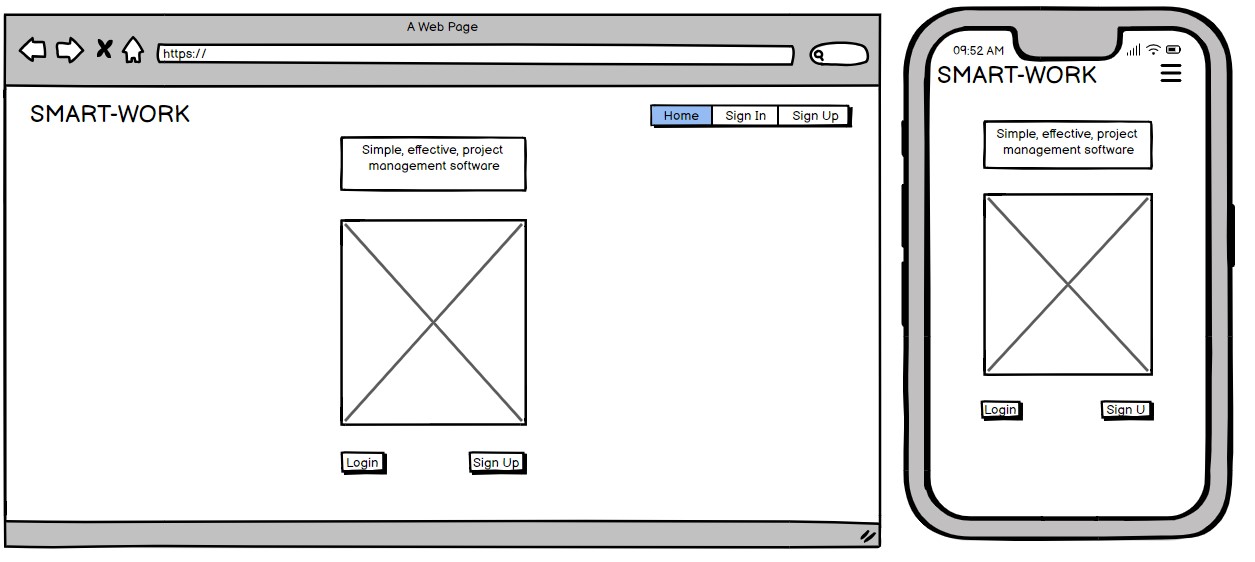 A Web Page
https://
SMART-WORK
Home Sign In Sign Up
Simple, effective, project
management software
Login Sign Up
09:52 AM
SMART-WORK
Simple, effective, project
management software
Login Sign U